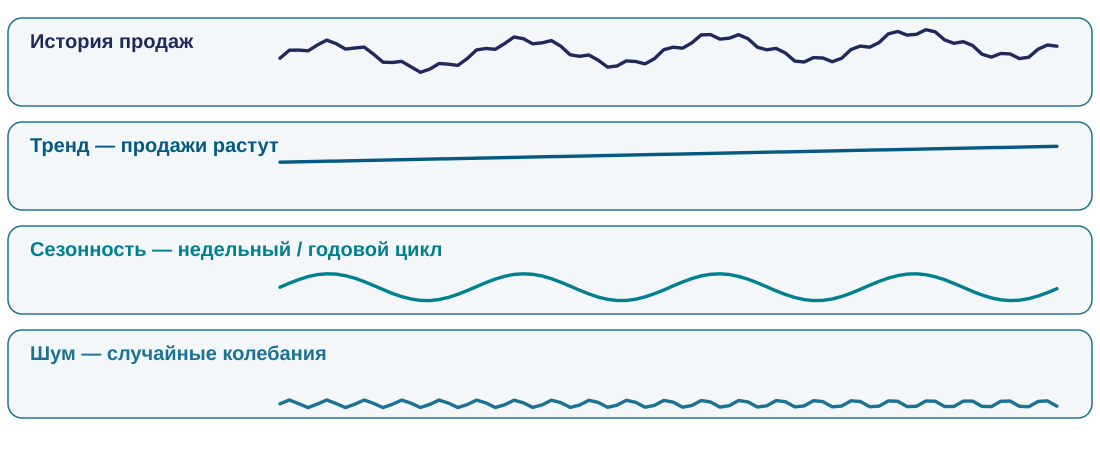 История продаж
Тренд — продажи растут
Сезонность — недельный / годовой цикл
Шум — случайные колебания